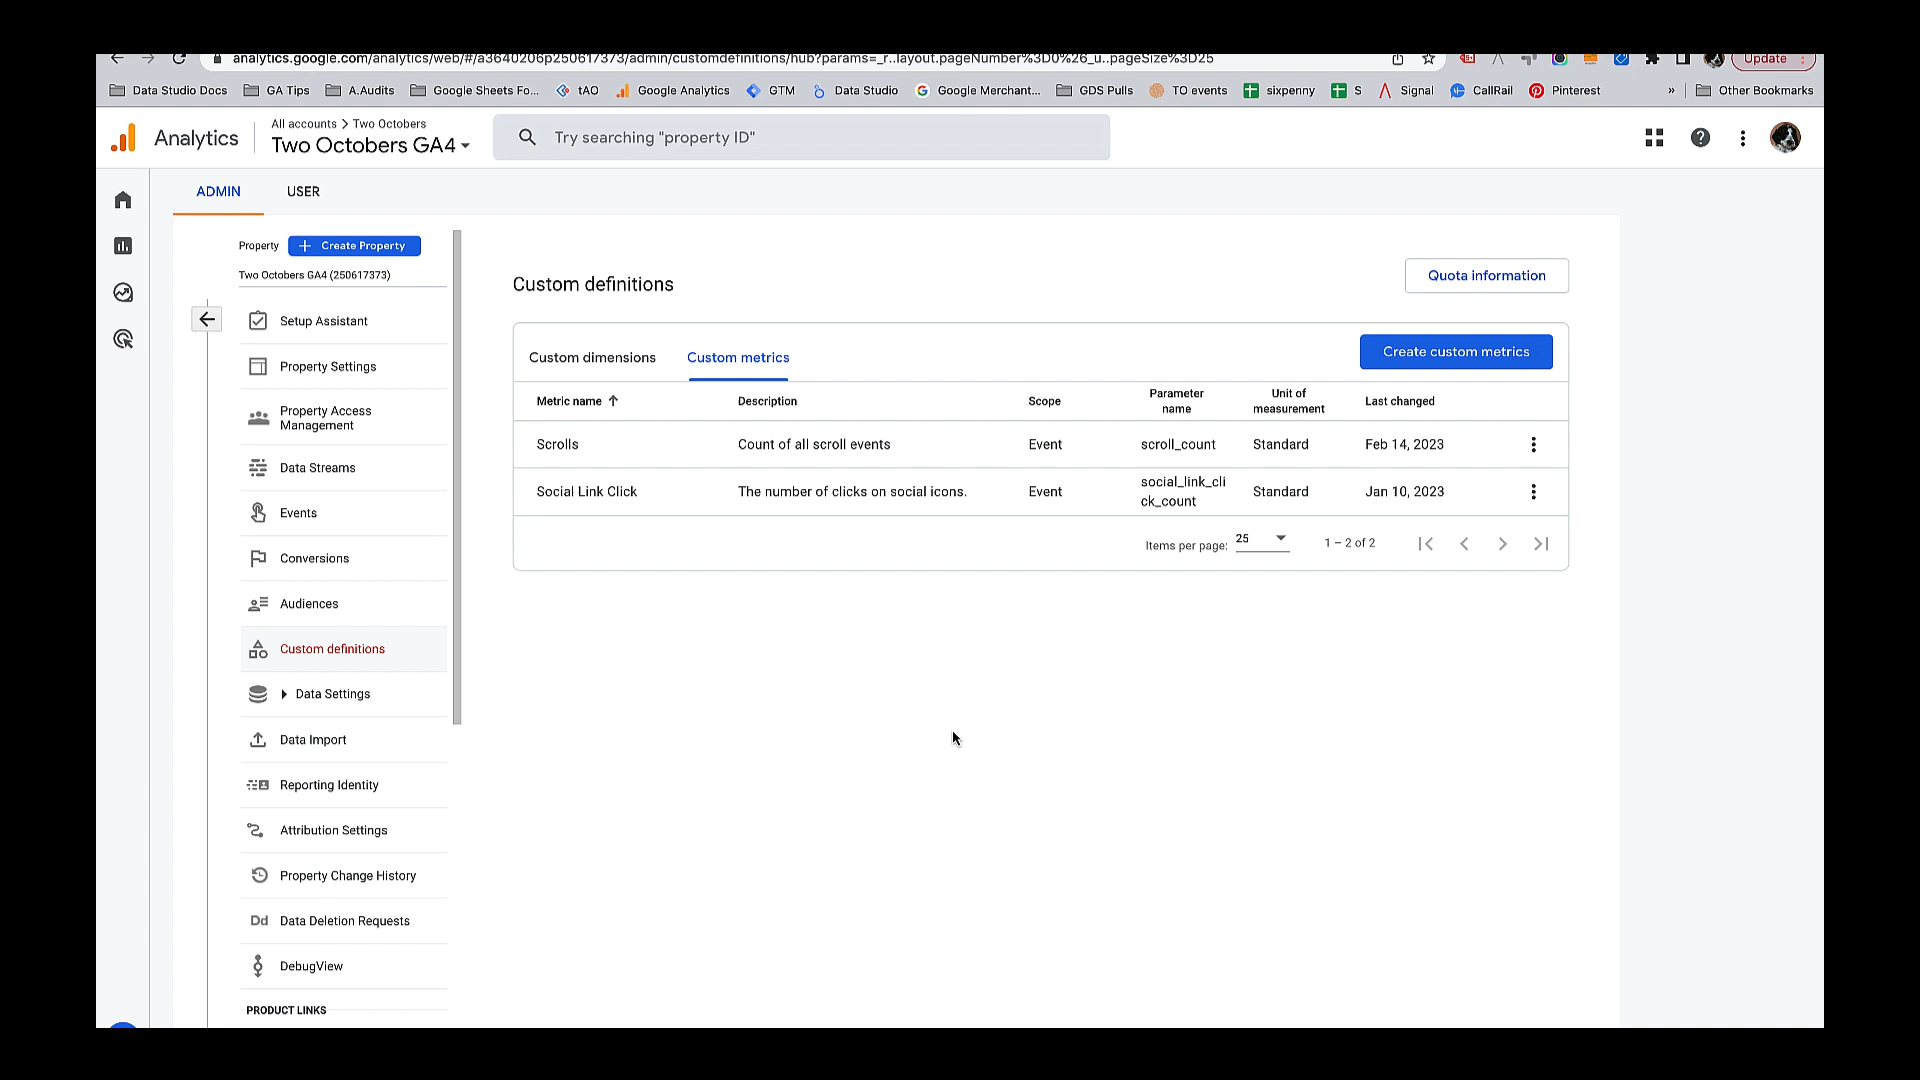 analytics.google.com/analytics/web/#/a3640206p250617373/admin/customdefinitions/hub?params=_r..layout.pageNumber%3D0%26_u..pageSize%3D25
Update
Data Studio Docs GA Tips A.Audits Google Sheets Fo... tAO Google Analytics GTM Data Studio Google Merchant... GDS Pulls TO events sixpenny S Signal CallRail Pinterest » Other Bookmarks
All accounts > Two Octobers
Analytics Two Octobers GA4 Try searching "property ID"
ADMIN USER
Property + Create Property
Two Octobers GA4 (250617373)
Setup Assistant
Property Settings
Property Access
Management
Data Streams
Events
Conversions
Audiences
Custom definitions
Data Settings
Data Import
Reporting Identity
Attribution Settings
Property Change History
Dd Data Deletion Requests
DebugView
PRODUCT LINKS
Custom definitions
Quota information
Custom dimensions Custom metrics Create custom metrics
Metric name Description Scope Parameter name Unit of measurement Last changed
Scrolls Count of all scroll events Event scroll_count Standard Feb 14, 2023
Social Link Click The number of clicks on social icons. Event social_link_cli Standard Jan 10, 2023
ck_count
Items per page: 25 1 – 2 of 2